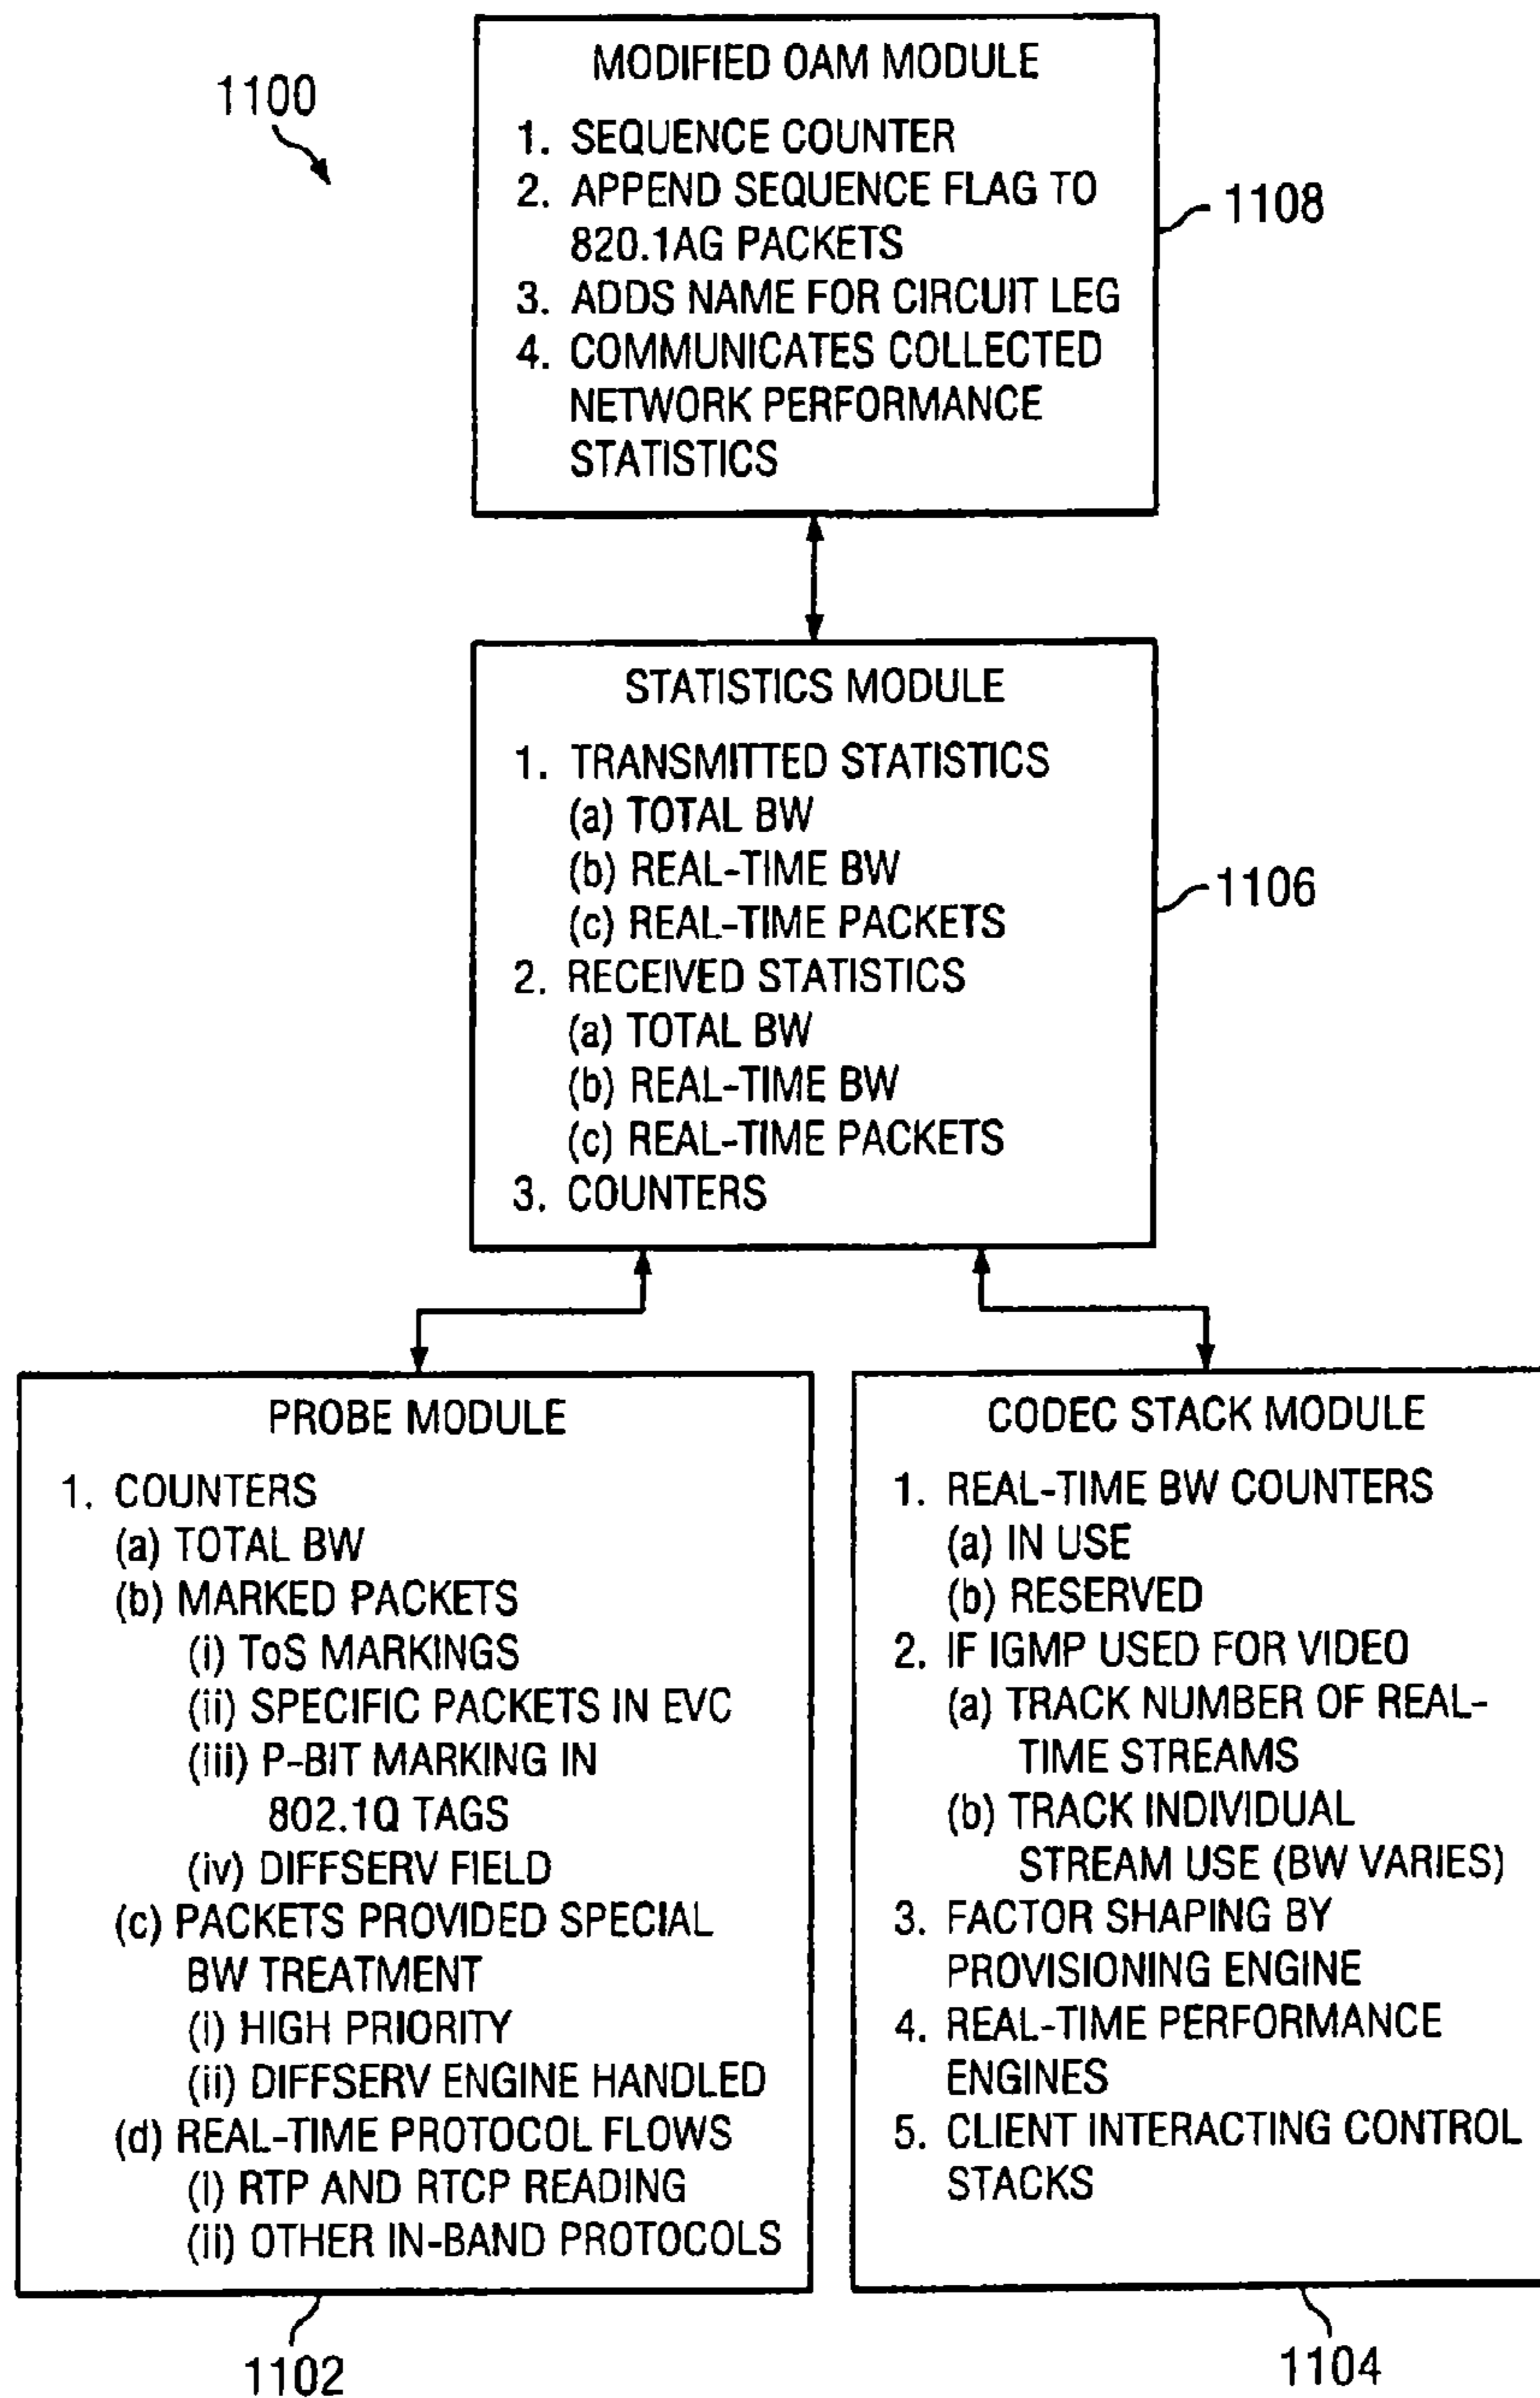 1100
MODIFIED OAM MODULE
1. SEQUENCE COUNTER
2. APPEND SEQUENCE FLAG TO
820.1AG PACKETS
3. ADDS NAME FOR CIRCUIT LEG
4. COMMUNICATES COLLECTED
NETWORK PERFORMANCE
STATISTICS
1108
STATISTICS MODULE
1. TRANSMITTED STATISTICS
(a) TOTAL BW
(b) REAL-TIME BW
(c) REAL-TIME PACKETS
2. RECEIVED STATISTICS
(a) TOTAL BW
(b) REAL-TIME BW
(c) REAL-TIME PACKETS
3. COUNTERS
1106
PROBE MODULE
1. COUNTERS
(a) TOTAL BW
(b) MARKED PACKETS
(i) ToS MARKINGS
(ii) SPECIFIC PACKETS IN EVC
(iii) P-BIT MARKING IN
802.1Q TAGS
(iv) DIFFSERV FIELD
(c) PACKETS PROVIDED SPECIAL
BW TREATMENT
(i) HIGH PRIORITY
(ii) DIFFSERV ENGINE HANDLED
(d) REAL-TIME PROTOCOL FLOWS
(i) RTP AND RTCP READING
(ii) OTHER IN-BAND PROTOCOLS
1102
CODEC STACK MODULE
1. REAL-TIME BW COUNTERS
(a) IN USE
(b) RESERVED
2. IF IGMP USED FOR VIDEO
(a) TRACK NUMBER OF REAL-
TIME STREAMS
(b) TRACK INDIVIDUAL
STREAM USE (BW VARIES)
3. FACTOR SHAPING BY
PROVISIONING ENGINE
4. REAL-TIME PERFORMANCE
ENGINES
5. CLIENT INTERACTING CONTROL
STACKS
1104